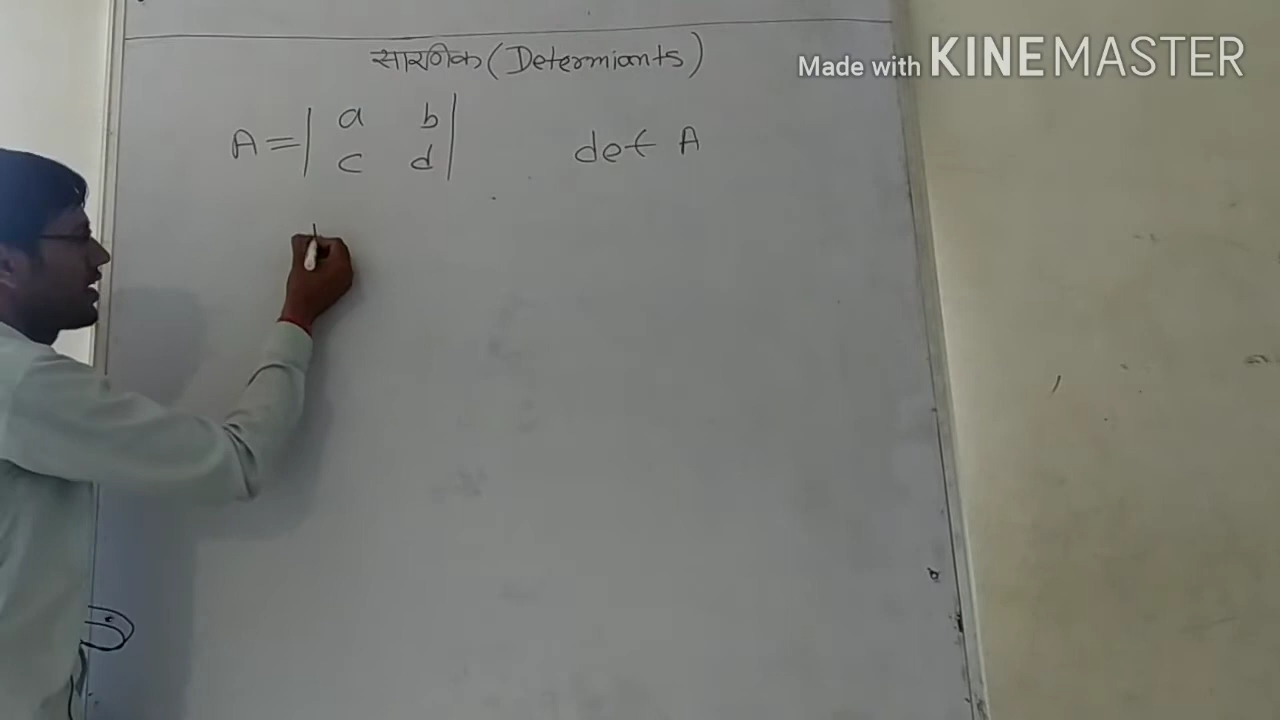 सारणिक (Determiants)
Made with KINEMASTER
A = | a b |
| c d |
det A